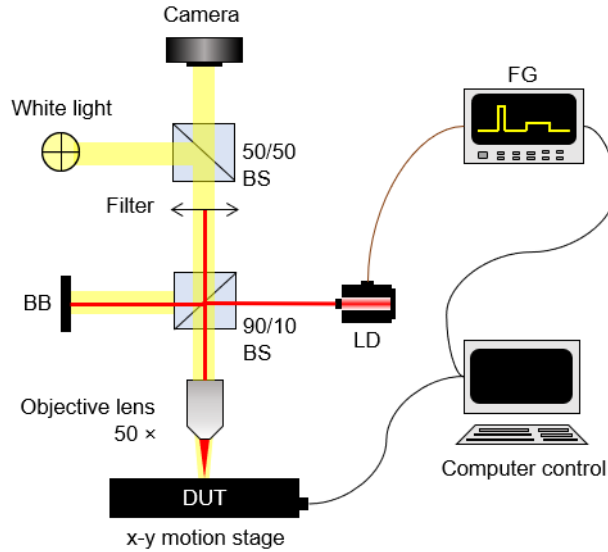 Camera
FG
White light
50/50
BS
Filter
BB
90/10
BS
LD
Objective lens
50 ×
DUT
Computer control
x-y motion stage